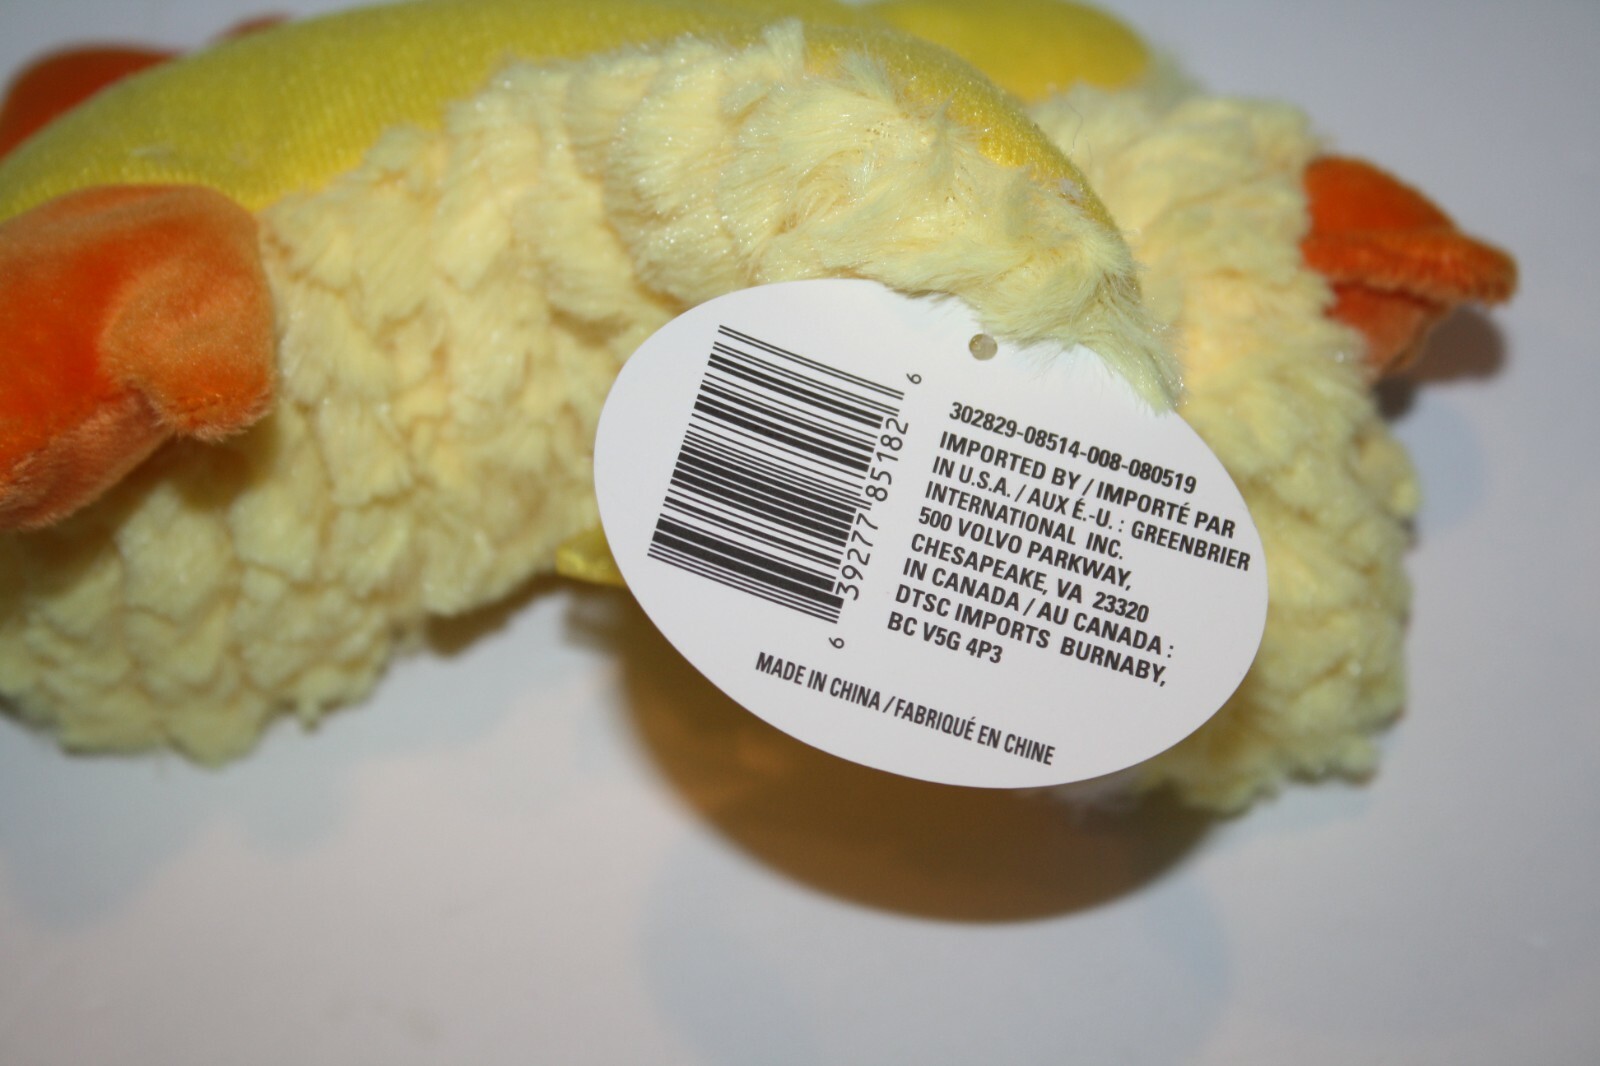 6 39277 85182 6
302829-08514-008-080519
IMPORTED BY / IMPORTÉ PAR
IN U.S.A. / AUX É.-U. : GREENBRIER
INTERNATIONAL INC.
500 VOLVO PARKWAY,
CHESAPEAKE, VA 23320
IN CANADA / AU CANADA :
DTSC IMPORTS BURNABY,
BC V5G 4P3
MADE IN CHINA / FABRIQUÉ EN CHINE